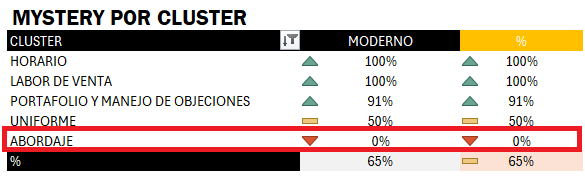 MYSTERY POR CLUSTER
CLUSTER MODERNO %
HORARIO 100% 100%
LABOR DE VENTA 100% 100%
PORTAFOLIO Y MANEJO DE OBJECIONES 91% 91%
UNIFORME 50% 50%
ABORDAJE 0% 0%
% 65% 65%